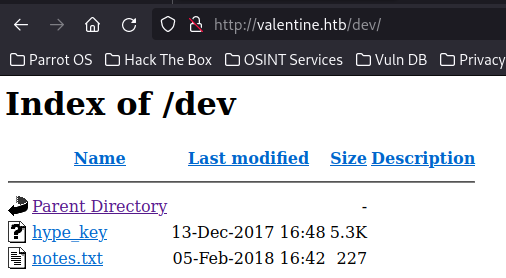 http://valentine.htb/dev/
Parrot OS Hack The Box OSINT Services Vuln DB Privacy
Index of /dev
Name Last modified Size Description
Parent Directory -
hype_key 13-Dec-2017 16:48 5.3K
notes.txt 05-Feb-2018 16:42 227